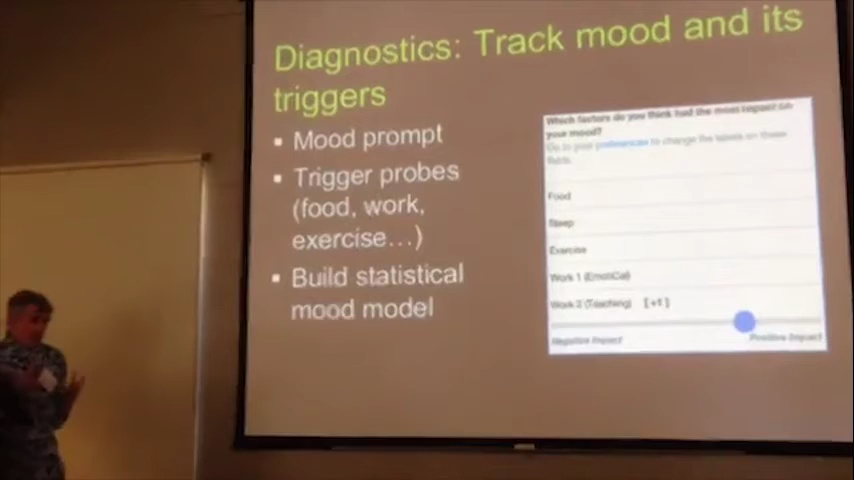 Diagnostics: Track mood and its
triggers
▪ Mood prompt
▪ Trigger probes
(food, work,
exercise…)
▪ Build statistical
mood model
Which factors do you think had the most impact on
your mood?
Go to your preferences to change the labels on these
fields.
Food
Sleep
Exercise
Work 1 (EmotiCal)
Work 2 (Teaching) [+1]
Negative Impact
Positive Impact